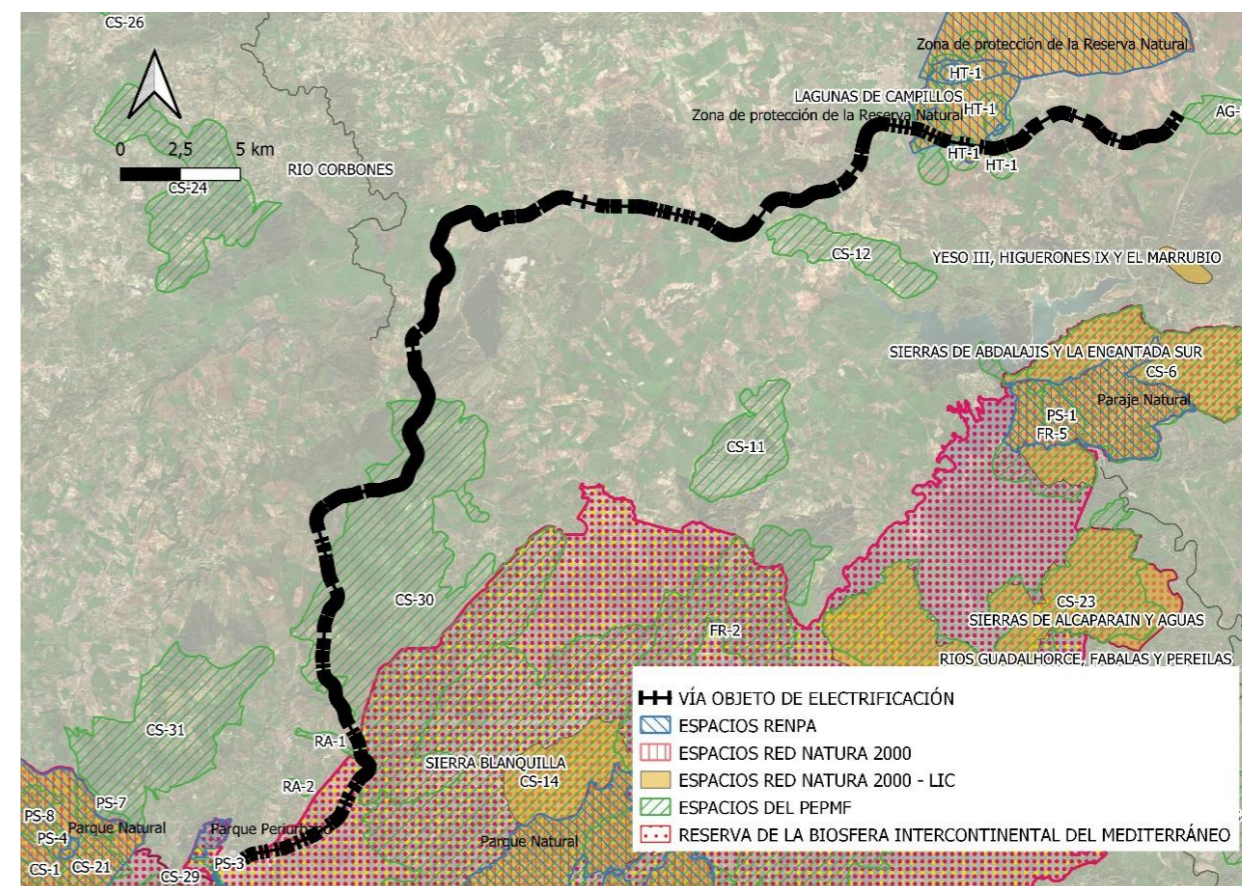 CS-26
Zona de protección de la Reserva Natural
HT-1
LAGUNAS DE CAMPILLOS
HT-1
Zona de protección de la Reserva Natural
AG-
0 2,5 5 km
RIO CORBONES
HT-1
HT-1
CS-24
CS-12
YESO III, HIGUERONES IX Y EL MARRUBIO
SIERRAS DE ABDALAJIS Y LA ENCANTADA SUR
CS-6
Paraje Natural
PS-1
FR-5
CS-11
CS-30
CS-23
SIERRAS DE ALCAPARAIN Y AGUAS
FR-2
RIOS GUADALHORCE, FABALAS Y PEREILAS
CS-31
RA-1
SIERRA BLANQUILLA
CS-14
RA-2
PS-7
PS-8
Parque Natural
Parque Periurbano
PS-4
Parque Natural
CS-1
CS-21
CS-29
PS-3
VÍA OBJETO DE ELECTRIFICACIÓN
ESPACIOS RENPA
ESPACIOS RED NATURA 2000
ESPACIOS RED NATURA 2000 - LIC
ESPACIOS DEL PEPMF
RESERVA DE LA BIOSFERA INTERCONTINENTAL DEL MEDITERRÁNEO